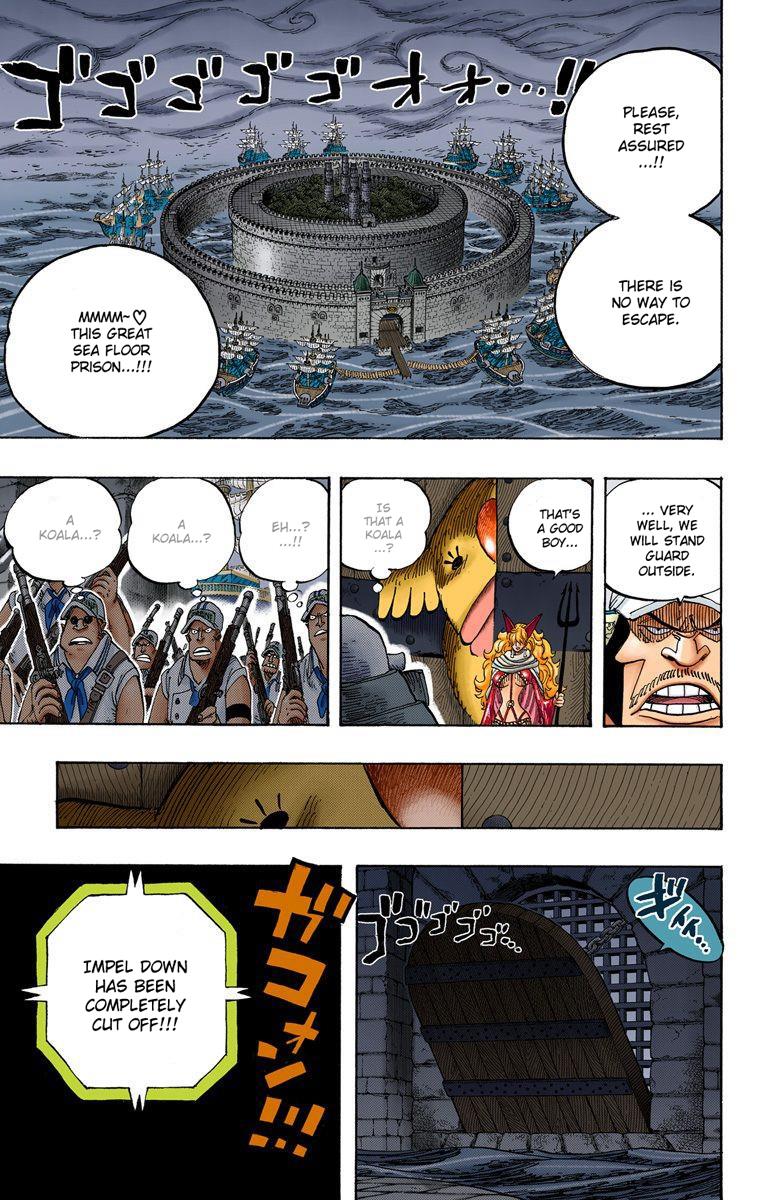 ゴゴゴゴゴオオ...!!
PLEASE,
REST
ASSURED
...!!
THERE IS
NO WAY TO
ESCAPE.
MMMM~♡
THIS GREAT
SEA FLOOR
PRISON...!!!
... VERY
WELL, WE
WILL STAND
GUARD
OUTSIDE.
THAT'S
A GOOD
BOY...
IS
THAT A
KOALA
...?
EH...?
...!!
A
KOALA...?
A
KOALA...?
ギィィ...
ゴゴゴゴゴ...
ガコォン!!!
IMPEL DOWN
HAS BEEN
COMPLETELY
CUT OFF!!!